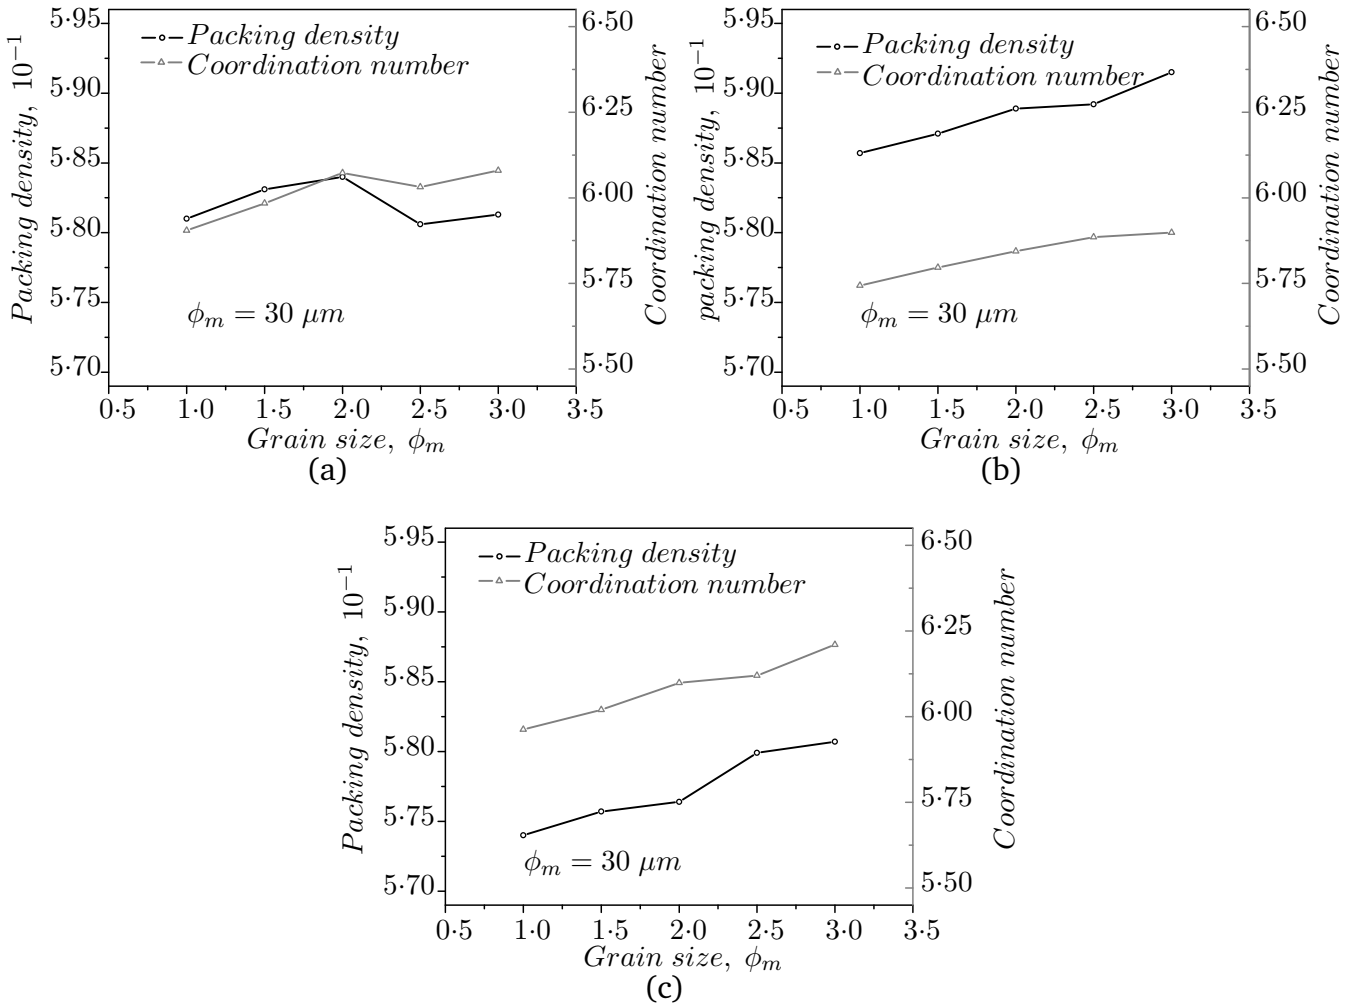 Packing density, 10⁻¹
5·95
5·90
5·85
5·80
5·75
5·70
Packing density
Coordination number
ϕm = 30 μm
6·50
6·25
6·00
5·75
5·50
Coordination number
0·5 1·0 1·5 2·0 2·5 3·0 3·5
Grain size, ϕm
(a)
packing density, 10⁻¹
5·95
5·90
5·85
5·80
5·75
5·70
Packing density
Coordination number
ϕm = 30 μm
6·50
6·25
6·00
5·75
5·50
Coordination number
0·5 1·0 1·5 2·0 2·5 3·0 3·5
Grain size, ϕm
(b)
Packing density, 10⁻¹
5·95
5·90
5·85
5·80
5·75
5·70
Packing density
Coordination number
ϕm = 30 μm
6·50
6·25
6·00
5·75
5·50
Coordination number
0·5 1·0 1·5 2·0 2·5 3·0 3·5
Grain size, ϕm
(c)